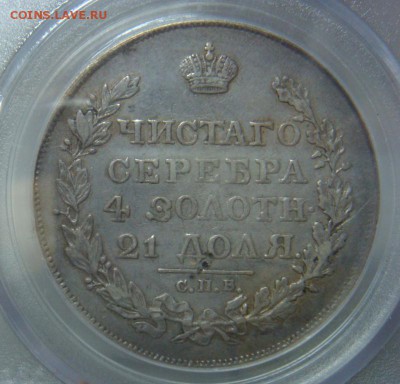 COINS.LAVE.RU
ЧИСТАГО
СЕРЕБРА
4 ЗОЛОТН.
21 ДОЛЯ.
С.П.Б.